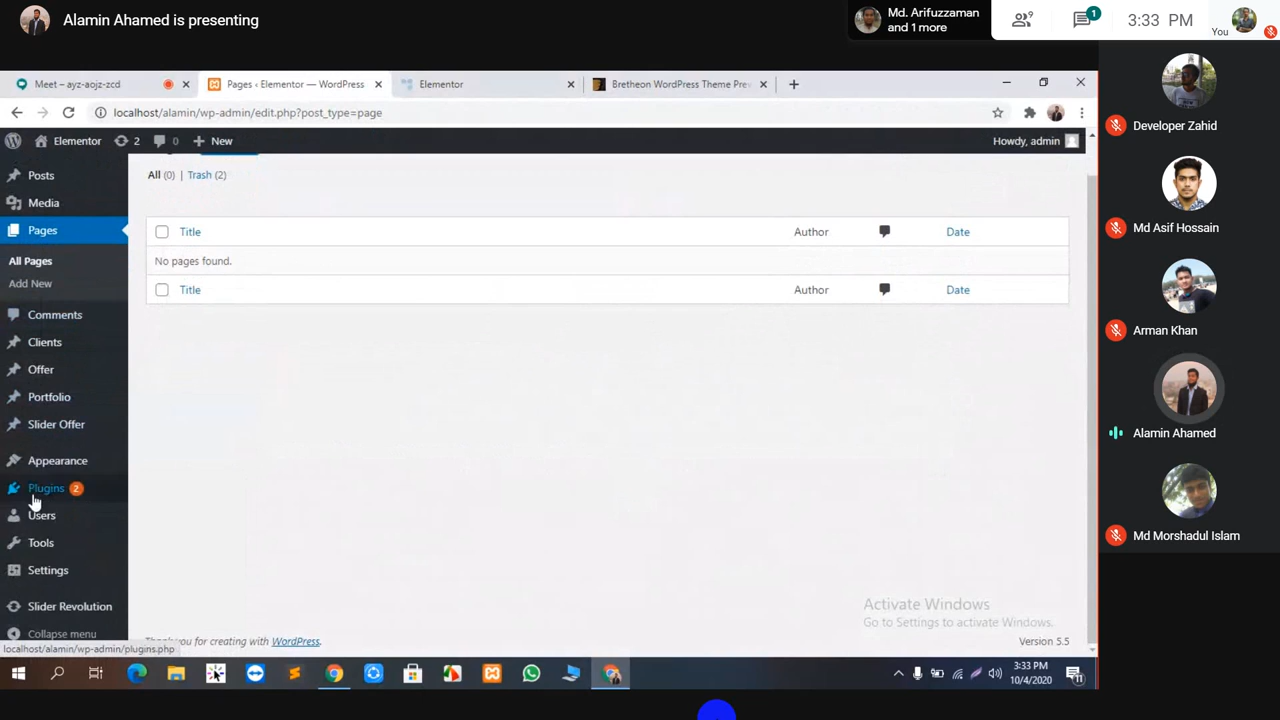 Alamin Ahamed is presenting
Md. Arifuzzaman
and 1 more
9
1
3:33 PM
You
Meet – ayz-aojz-zcd
Pages ‹ Elementor — WordPress
Elementor
Bretheon WordPress Theme Pre
localhost/alamin/wp-admin/edit.php?post_type=page
Elementor
2
0
New
Howdy, admin
Posts
Media
Pages
All Pages
Add New
Comments
Clients
Offer
Portfolio
Slider Offer
Appearance
Plugins 2
Users
Tools
Settings
Slider Revolution
Collapse menu
All (0) | Trash (2)
Title Author Date
No pages found.
Title Author Date
Activate Windows
Go to Settings to activate Windows.
Thank you for creating with WordPress.
Version 5.5
localhost/alamin/wp-admin/plugins.php
3:33 PM
10/4/2020
11
Developer Zahid
Md Asif Hossain
Arman Khan
Alamin Ahamed
Md Morshadul Islam